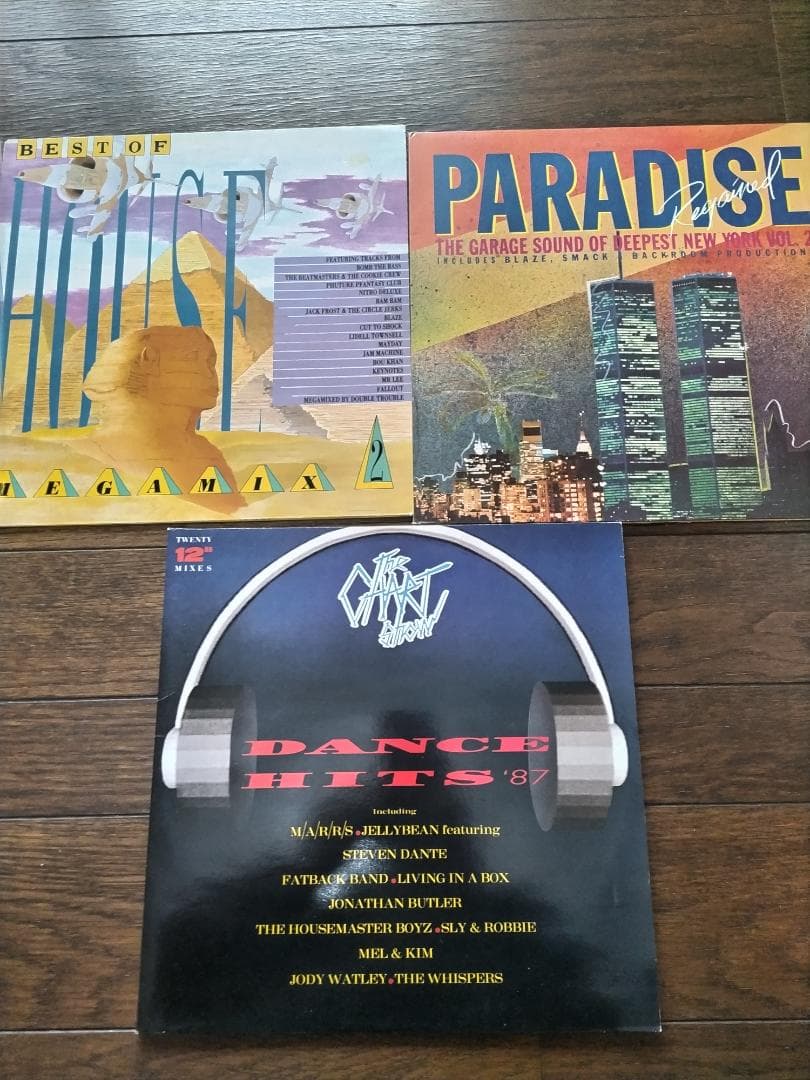 BEST OF
HOUSE
FEATURING TRACKS FROM
BOMB THE BASS
THE BEATMASTERS & THE COOKIE CREW
PHUTURE PFANTASY CLUB
NITRO DELUXE
BAM BAM
JACK FROST & THE CIRCLE JERKS
BLAZE
CUT TO SHOCK
LIDELL TOWNSELL
MAYDAY
JAM MACHINE
BOU KHAN
KEYNOTES
MR LEE
FALLOUT
MEGAMIXED BY DOUBLE TROUBLE
MEGAMIX 2
PARADISE
Regained
THE GARAGE SOUND OF DEEPEST NEW YORK VOL. 2
INCLUDES BLAZE, SMACK & BACKROOM PRODUCTION
TWENTY
12"
MIXES
THE
CHART
SHOW
DANCE
HITS '87
Including
M/A/R/R/S • JELLYBEAN featuring
STEVEN DANTE
FATBACK BAND • LIVING IN A BOX
JONATHAN BUTLER
THE HOUSEMASTER BOYZ • SLY & ROBBIE
MEL & KIM
JODY WATLEY • THE WHISPERS